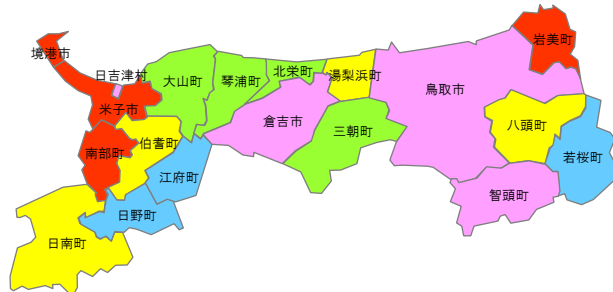 岩美町
境港市
日吉津村
大山町
琴浦町
北栄町
湯梨浜町
鳥取市
米子市
倉吉市
三朝町
八頭町
南部町
伯耆町
江府町
若桜町
智頭町
日野町
日南町